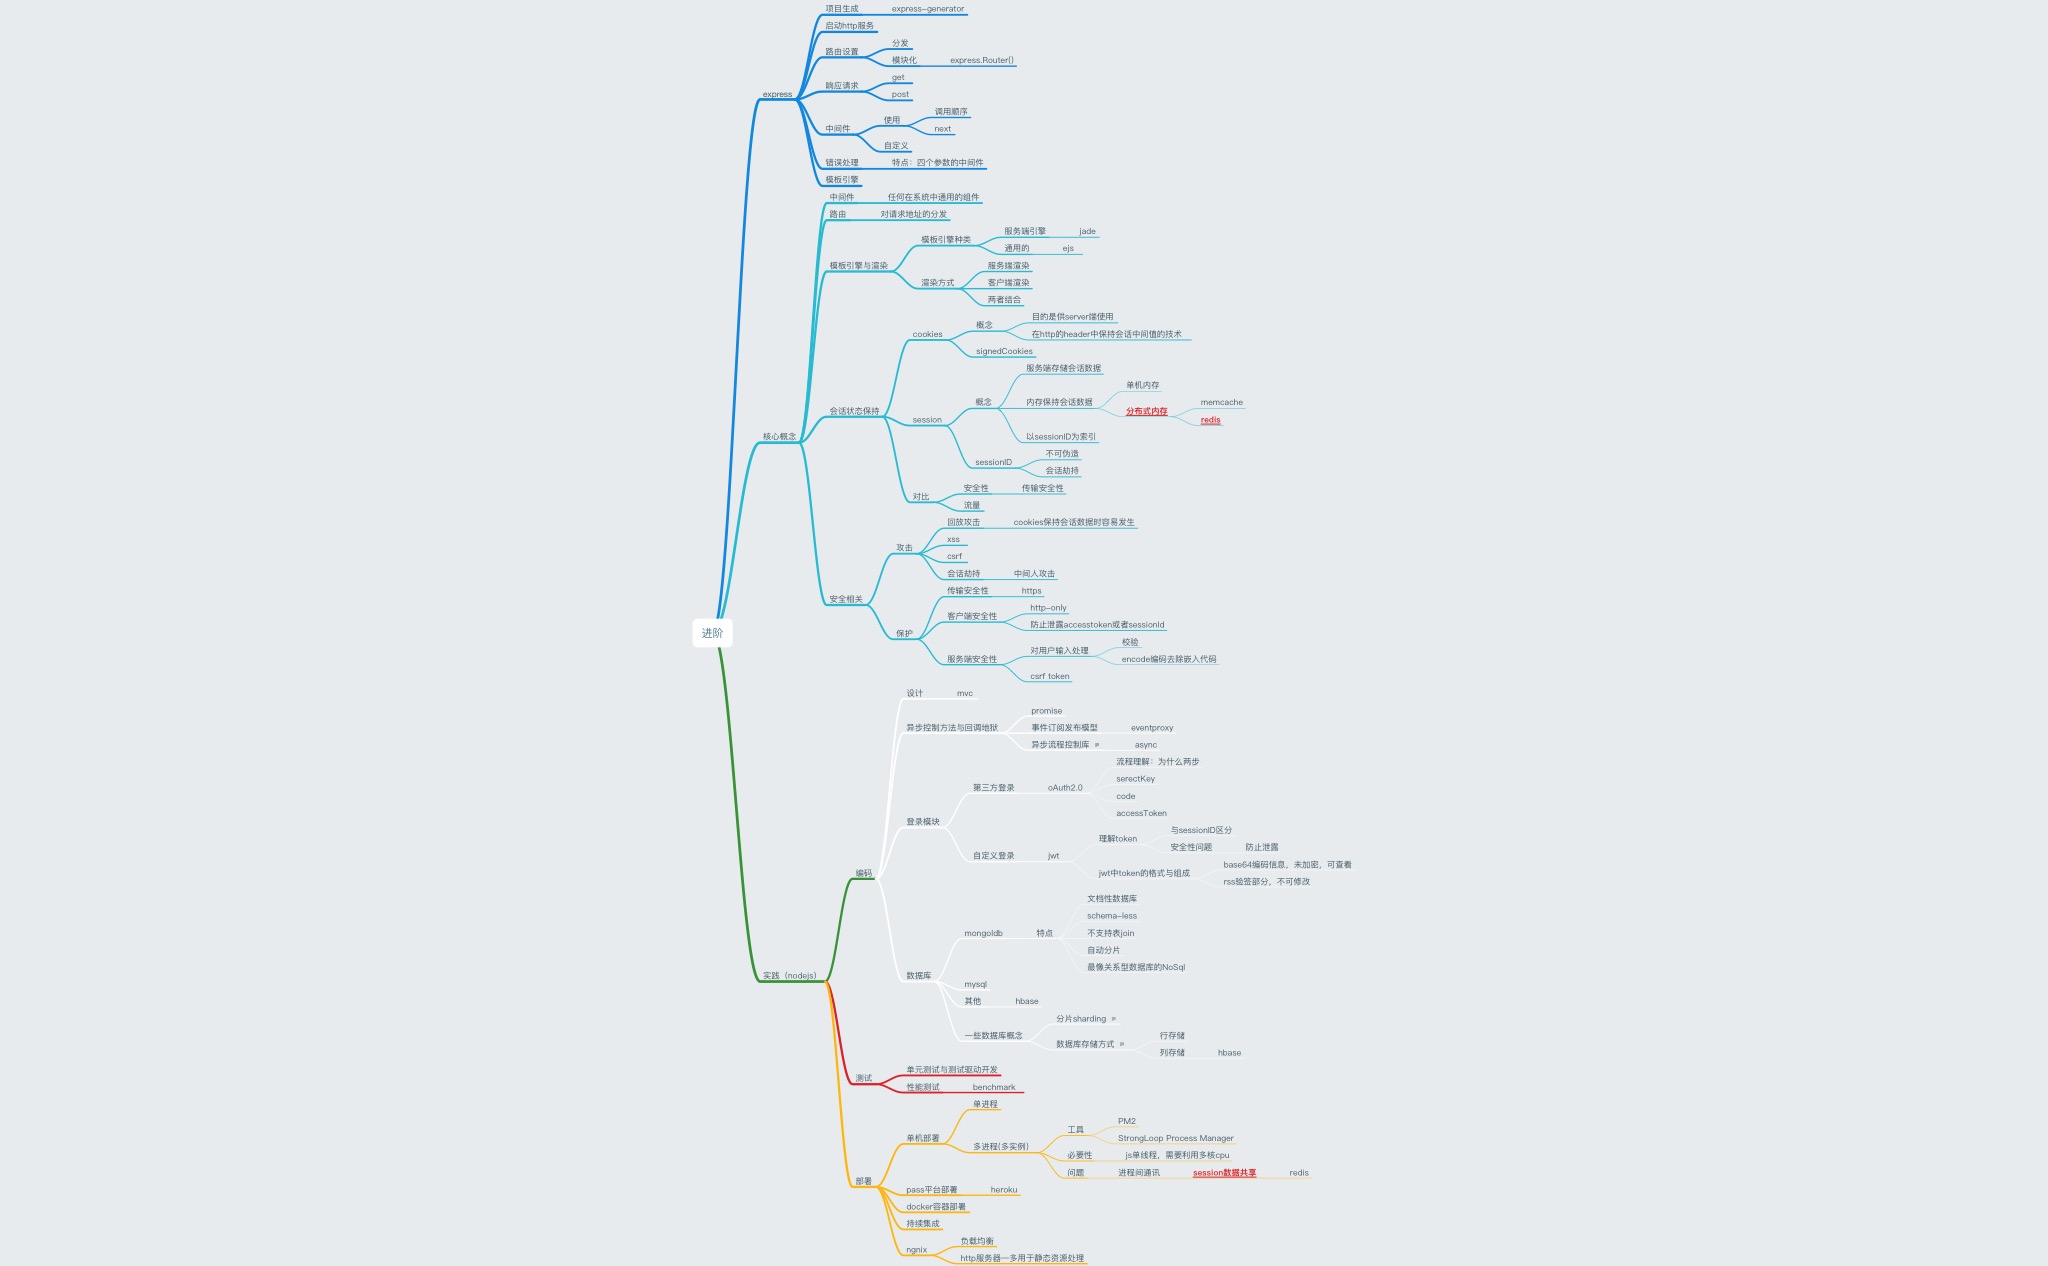 进阶
express
项目生成
express-generator
启动http服务
路由设置
分发
模块化
express.Router()
响应请求
get
post
中间件
使用
调用顺序
next
自定义
错误处理
特点：四个参数的中间件
模板引擎
核心概念
中间件
任何在系统中通用的组件
路由
对请求地址的分发
模板引擎与渲染
模板引擎种类
服务端引擎
jade
通用的
ejs
渲染方式
服务端渲染
客户端渲染
两者结合
会话状态保持
cookies
概念
目的是供server端使用
在http的header中保持会话中间值的技术
signedCookies
session
概念
服务端存储会话数据
内存保持会话数据
单机内存
分布式内存
memcache
redis
以sessionID为索引
sessionID
不可伪造
会话劫持
对比
安全性
传输安全性
流量
安全相关
攻击
回放攻击
cookies保持会话数据时容易发生
xss
csrf
会话劫持
中间人攻击
保护
传输安全性
https
客户端安全性
http-only
防止泄露accesstoken或者sessionId
服务端安全性
对用户输入处理
校验
encode编码去除嵌入代码
csrf token
实践（nodejs）
编码
设计
mvc
异步控制方法与回调地狱
promise
事件订阅发布模型
eventproxy
异步流程控制库
async
登录模块
第三方登录
oAuth2.0
流程理解：为什么两步
serectKey
code
accessToken
自定义登录
jwt
理解token
与sessionID区分
安全性问题
防止泄露
jwt中token的格式与组成
base64编码信息，未加密，可查看
rss验签部分，不可修改
数据库
mongoldb
特点
文档性数据库
schema-less
不支持表join
自动分片
最像关系型数据库的NoSql
mysql
其他
hbase
一些数据库概念
分片sharding
数据库存储方式
行存储
列存储
hbase
测试
单元测试与测试驱动开发
性能测试
benchmark
部署
单机部署
单进程
多进程(多实例)
工具
PM2
StrongLoop Process Manager
必要性
js单线程，需要利用多核cpu
问题
进程间通讯
session数据共享
redis
pass平台部署
heroku
docker容器部署
持续集成
ngnix
负载均衡
http服务器—多用于静态资源处理